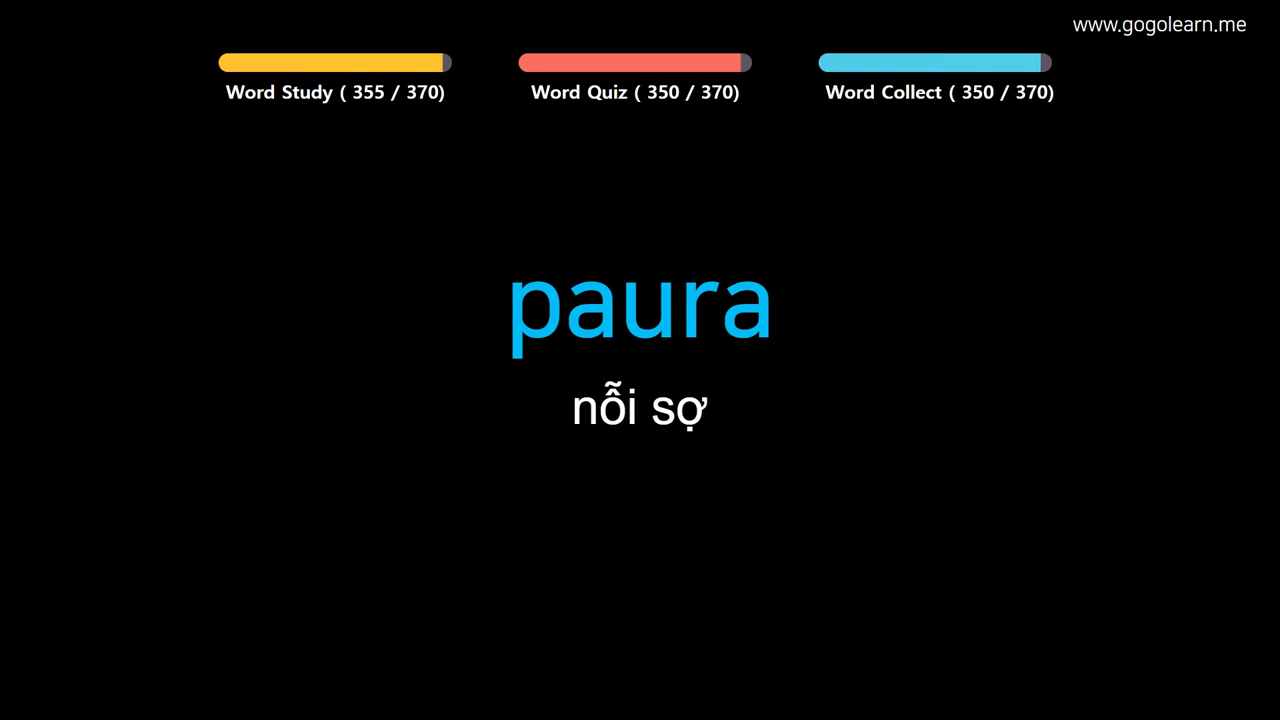 www.gogolearn.me
Word Study ( 355 / 370)
Word Quiz ( 350 / 370)
Word Collect ( 350 / 370)
paura
nỗi sợ